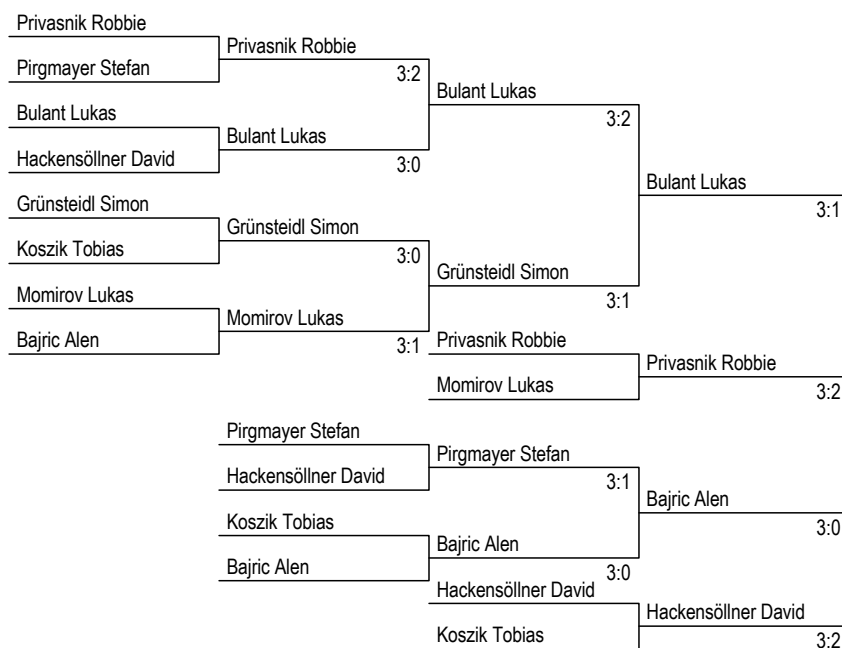 Privasnik Robbie
Privasnik Robbie
Pirgmayer Stefan
3:2
Bulant Lukas
Bulant Lukas
3:2
Bulant Lukas
Hackensöllner David
3:0
Bulant Lukas
3:1
Grünsteidl Simon
Grünsteidl Simon
Koszik Tobias
3:0
Grünsteidl Simon
Momirov Lukas
3:1
Momirov Lukas
Bajric Alen
3:1
Privasnik Robbie
Privasnik Robbie
Momirov Lukas
3:2
Pirgmayer Stefan
Pirgmayer Stefan
Hackensöllner David
3:1
Bajric Alen
Koszik Tobias
3:0
Bajric Alen
Bajric Alen
3:0
Hackensöllner David
Hackensöllner David
Koszik Tobias
3:2